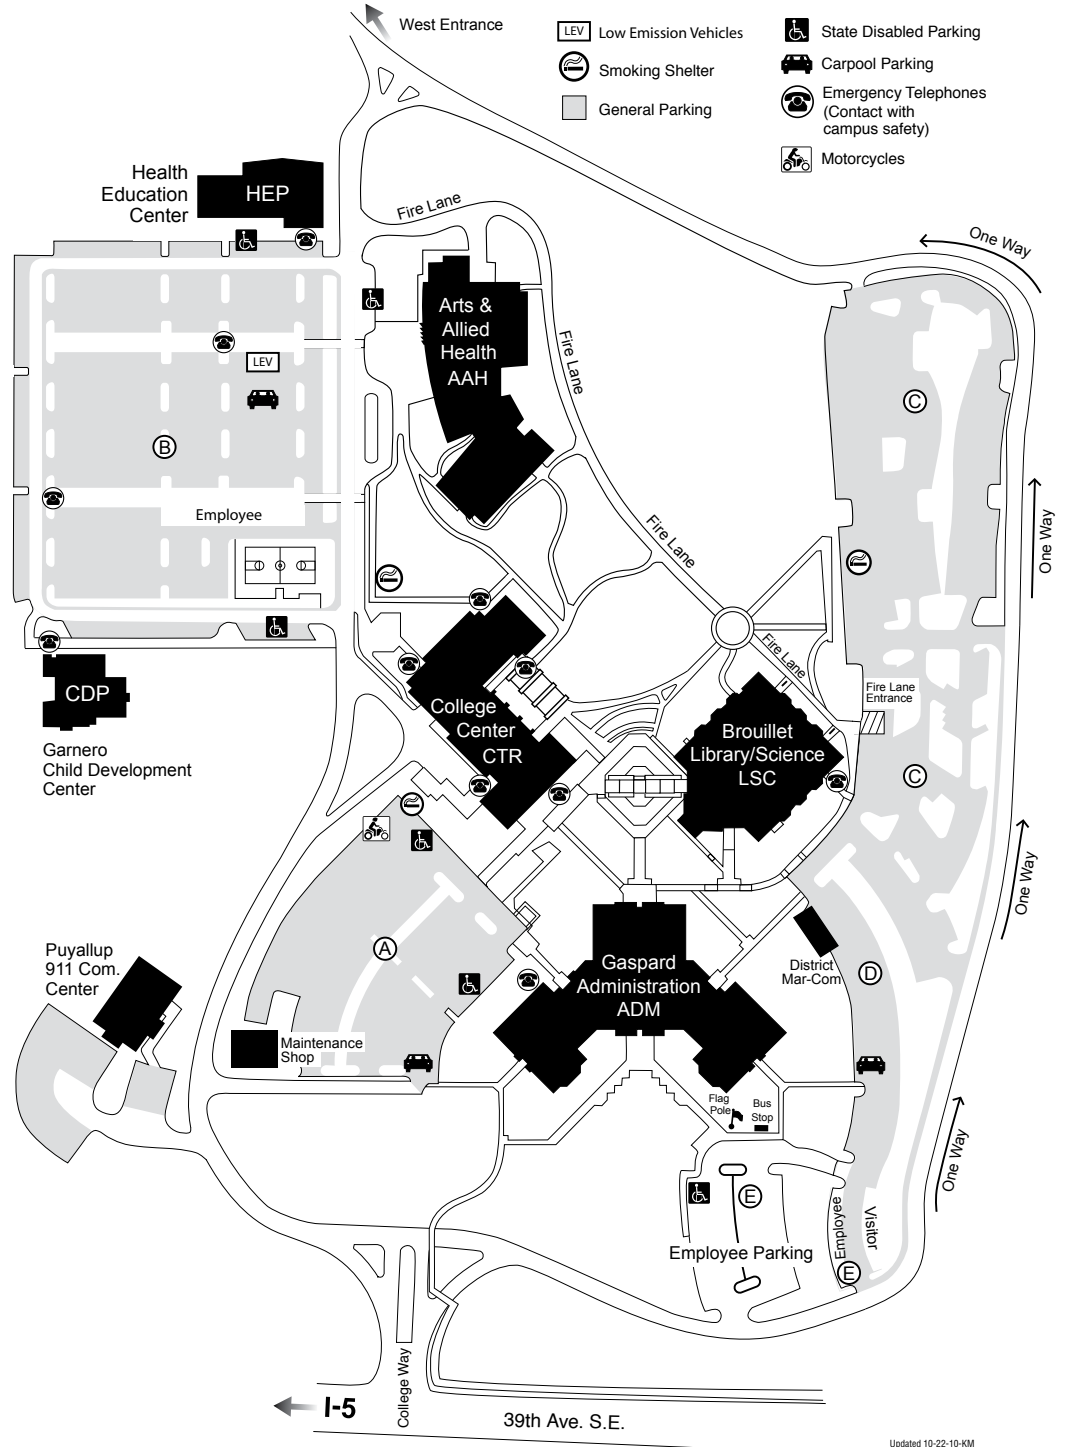 West Entrance
LEV Low Emission Vehicles
Smoking Shelter
General Parking
State Disabled Parking
Carpool Parking
Emergency Telephones
(Contact with
campus safety)
Motorcycles
Health
Education
Center
HEP
Fire Lane
One Way
Arts &
Allied
Health
AAH
Fire Lane
LEV
C
B
Employee
Fire Lane
One Way
Fire Lane
CDP
Garnero
Child Development
Center
College
Center
CTR
Fire Lane
Entrance
Brouillet
Library/Science
LSC
C
One Way
A
Puyallup
911 Com.
Center
Gaspard
Administration
ADM
District
Mar-Com
D
Maintenance
Shop
Flag
Pole
Bus
Stop
One Way
E
Employee
Visitor
Employee Parking
E
College Way
I-5
39th Ave. S.E.
Updated 10-22-10-KM